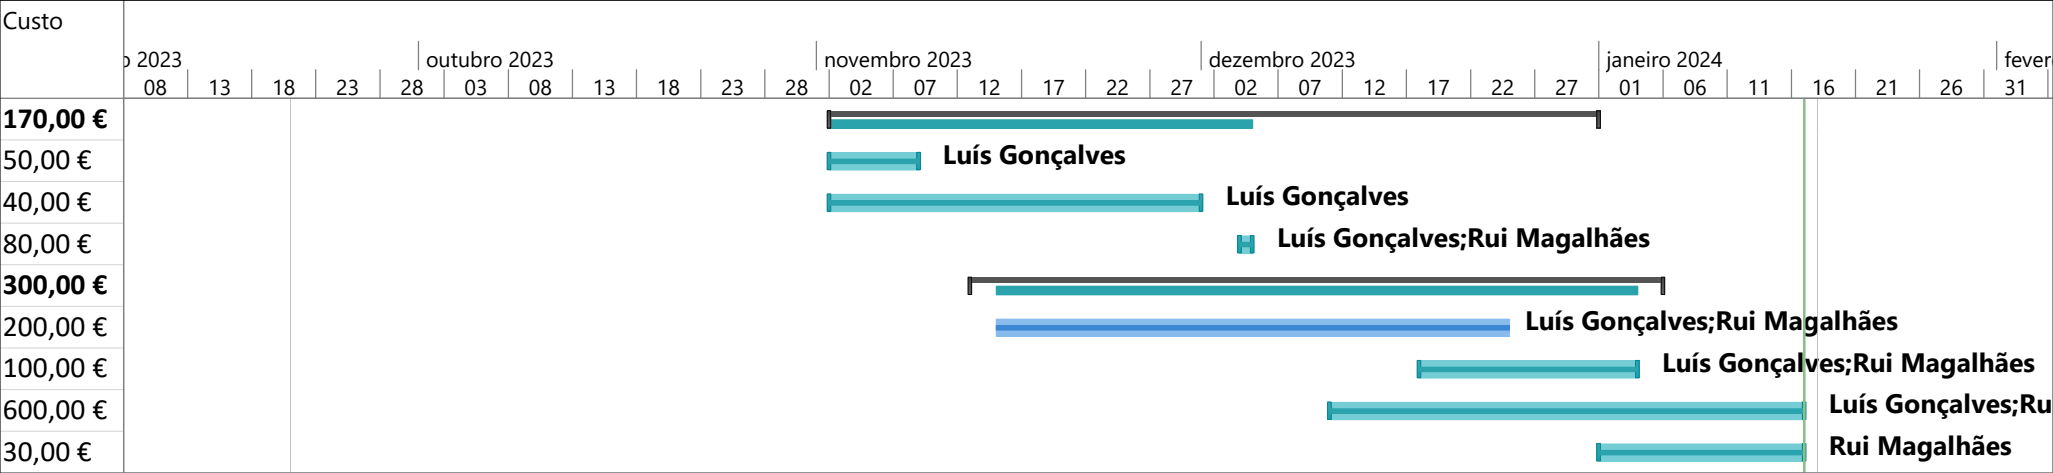 Custo
2023
outubro 2023
novembro 2023
dezembro 2023
janeiro 2024
08 13 18 23 28 03 08 13 18 23 28 02 07 12 17 22 27 02 07 12 17 22 27 01 06 11 16 21 26 31
170,00 €
50,00 € Luís Gonçalves
40,00 € Luís Gonçalves
80,00 € Luís Gonçalves;Rui Magalhães
300,00 €
200,00 € Luís Gonçalves;Rui Magalhães
100,00 € Luís Gonçalves;Rui Magalhães
600,00 € Luís Gonçalves;Ru
30,00 € Rui Magalhães